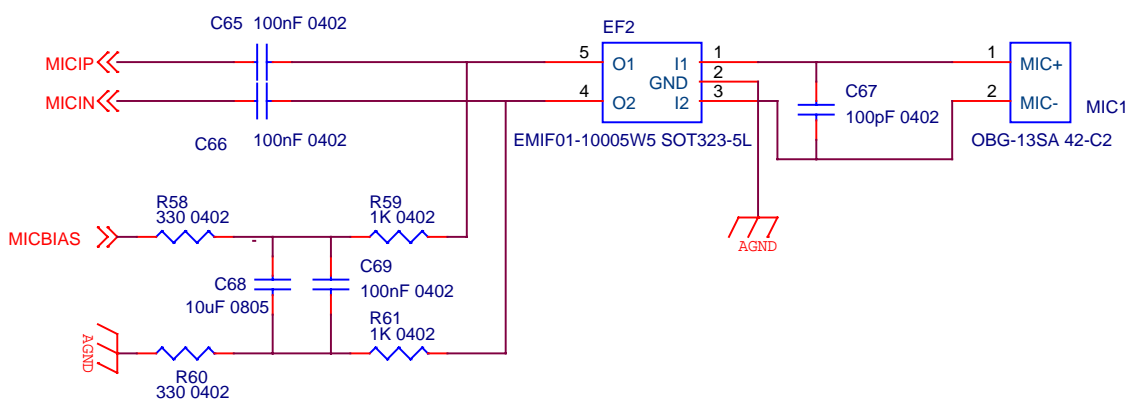 C65 100nF 0402
MICIP
MICIN
C66 100nF 0402
EF2
5 O1 I1 1
GND 2
4 O2 I2 3
EMIF01-10005W5 SOT323-5L
C67
100pF 0402
1 MIC+
2 MIC-
MIC1
OBG-13SA 42-C2
AGND
MICBIAS
R58
330 0402
R59
1K 0402
C68
10uF 0805
C69
100nF 0402
R61
1K 0402
AGND
R60
330 0402